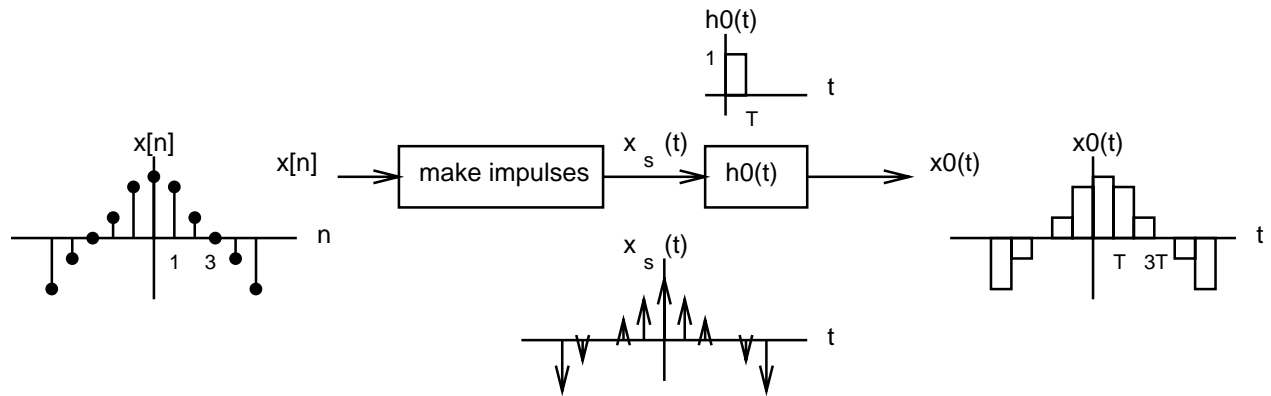 h0(t)
1
t
T
x[n]
x[n]
make impulses
x s (t)
h0(t)
x0(t)
x0(t)
n
1 3
x s (t)
t
t
T 3T